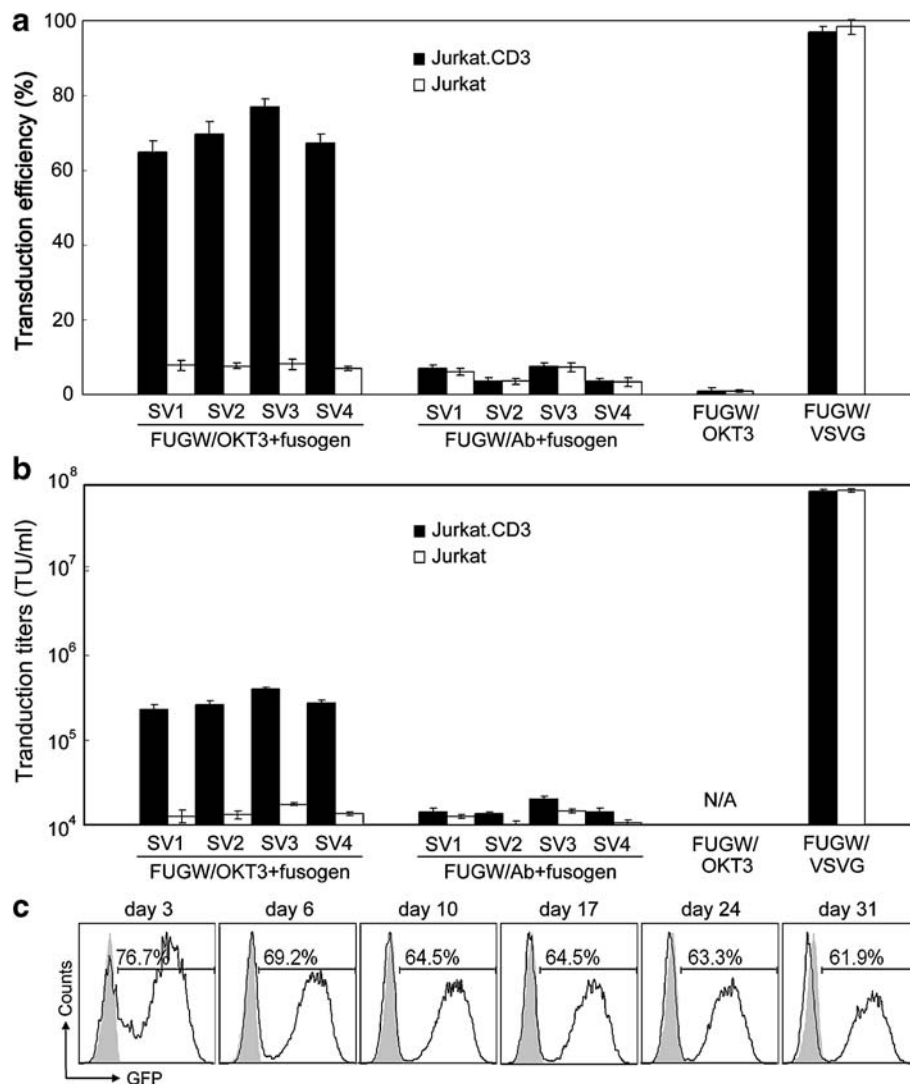 a
Transduction efficiency (%)
100
80
60
40
20
0
Jurkat.CD3
Jurkat
SV1 SV2 SV3 SV4 SV1 SV2 SV3 SV4 FUGW/ FUGW/
FUGW/OKT3+fusogen FUGW/Ab+fusogen OKT3 VSVG
b
Tranduction titers (TU/ml)
10⁸
10⁷
10⁶
10⁵
10⁴
Jurkat.CD3
Jurkat
N/A
SV1 SV2 SV3 SV4 SV1 SV2 SV3 SV4 FUGW/ FUGW/
FUGW/OKT3+fusogen FUGW/Ab+fusogen OKT3 VSVG
c
day 3 day 6 day 10 day 17 day 24 day 31
76.7% 69.2% 64.5% 64.5% 63.3% 61.9%
Counts
GFP